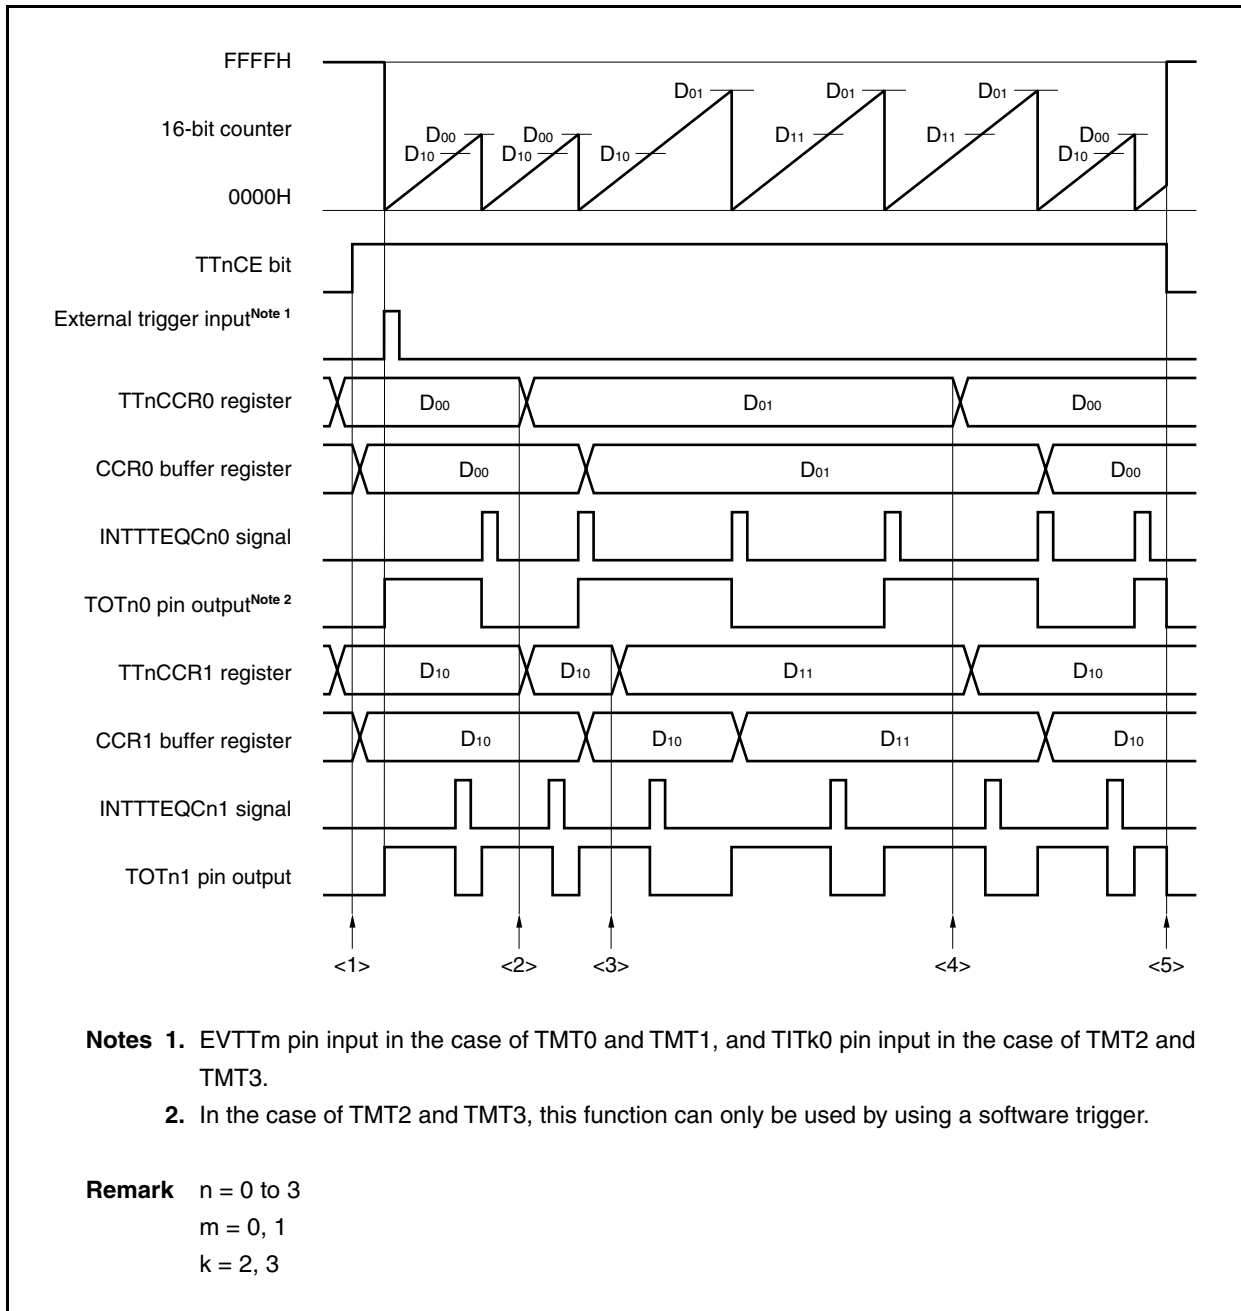 FFFFH
D01 D01 D01
16-bit counter
D00 D00 D11 D11 D00
D10 D10 D10 D10
0000H
TTnCE bit
External trigger inputNote 1
TTnCCR0 register D00 D01 D00
CCR0 buffer register D00 D01 D00
INTTTEQCn0 signal
TOTn0 pin outputNote 2
TTnCCR1 register D10 D10 D11 D10
CCR1 buffer register D10 D10 D11 D10
INTTTEQCn1 signal
TOTn1 pin output
<1> <2> <3> <4> <5>
Notes 1. EVTTm pin input in the case of TMT0 and TMT1, and TITk0 pin input in the case of TMT2 and
TMT3.
2. In the case of TMT2 and TMT3, this function can only be used by using a software trigger.
Remark n = 0 to 3
m = 0, 1
k = 2, 3